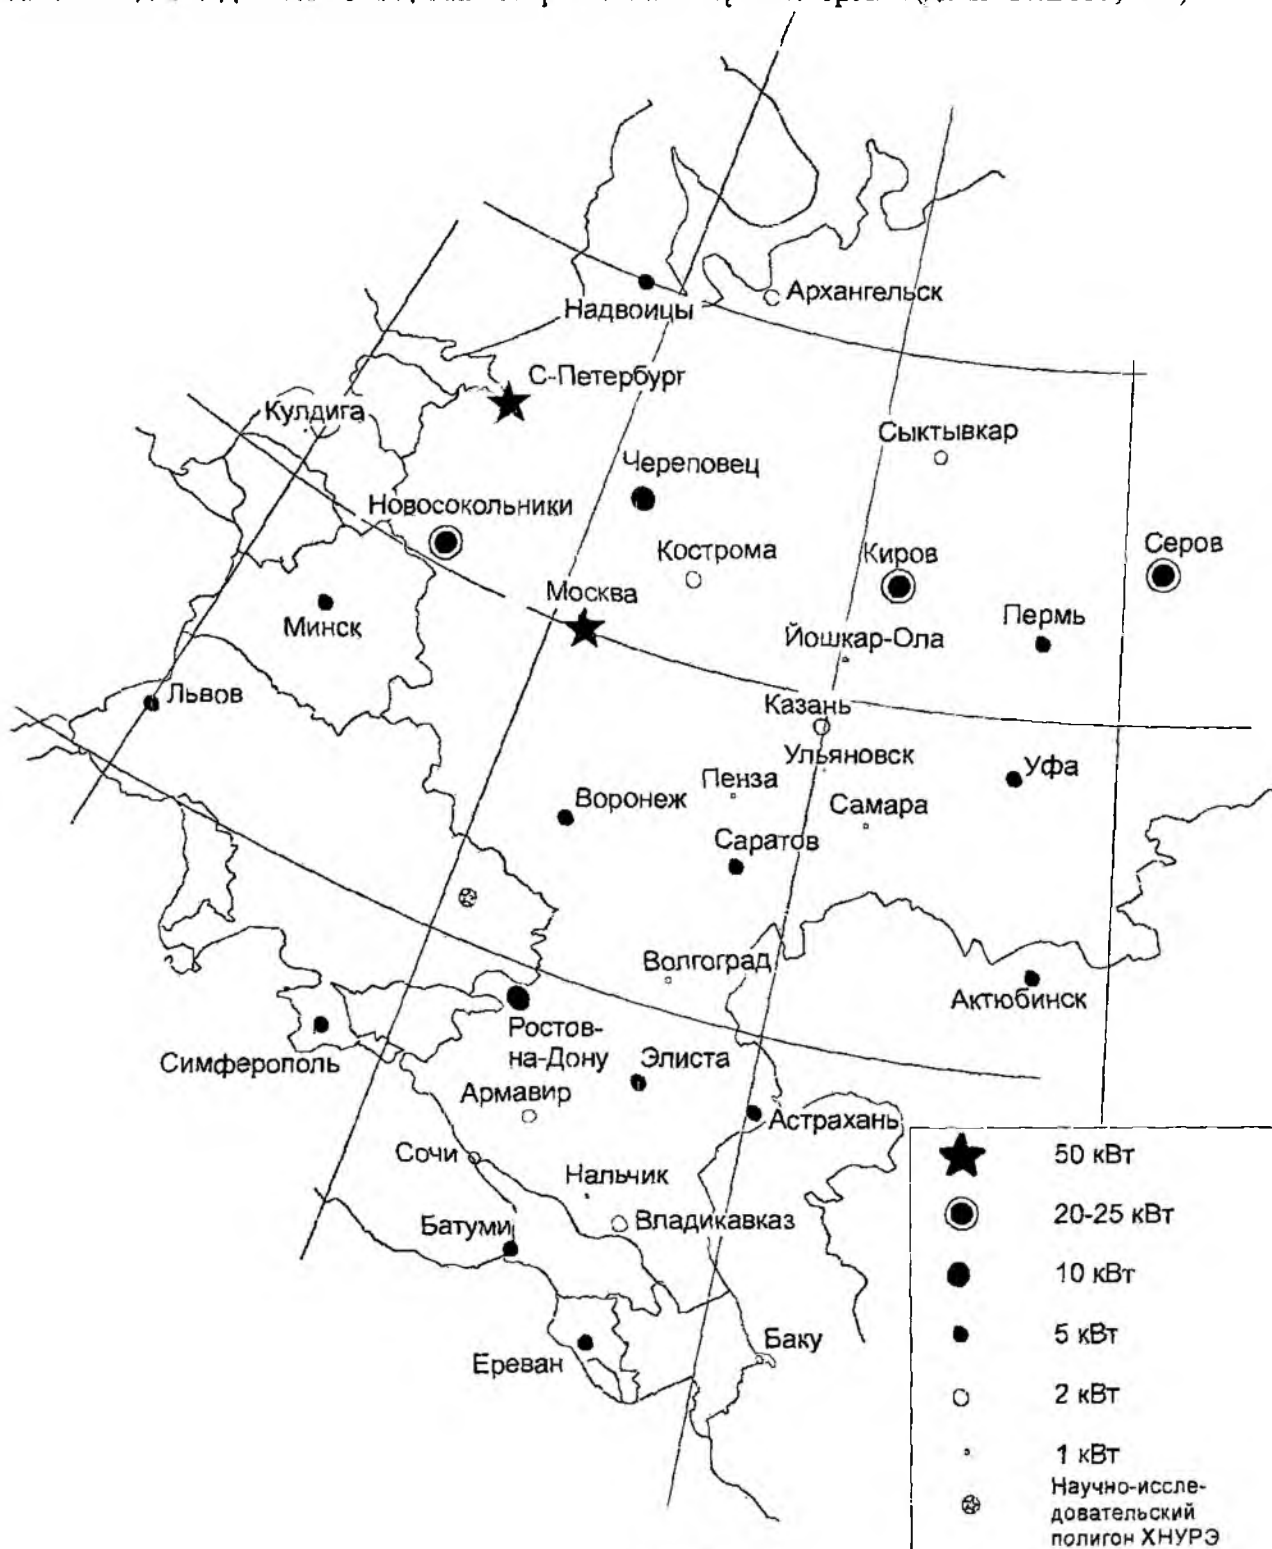 Архангельск
Надвоицы
С-Петербург
Кулдига
Сыктывкар
Череповец
Новосокольники
Серов
Киров
Кострома
Москва
Пермь
Минск
Йошкар-Ола
Львов
Казань
Ульяновск
Уфа
Пенза
Воронеж
Самара
Саратов
Волгоград
Актюбинск
Ростов-
на-Дону
Симферополь
Элиста
Армавир
Астрахань
Сочи
Нальчик
Батуми
Владикавказ
Баку
Ереван
50 кВт
20-25 кВт
10 кВт
5 кВт
2 кВт
1 кВт
Научно-иссле-
довательский
полигон ХНУРЭ